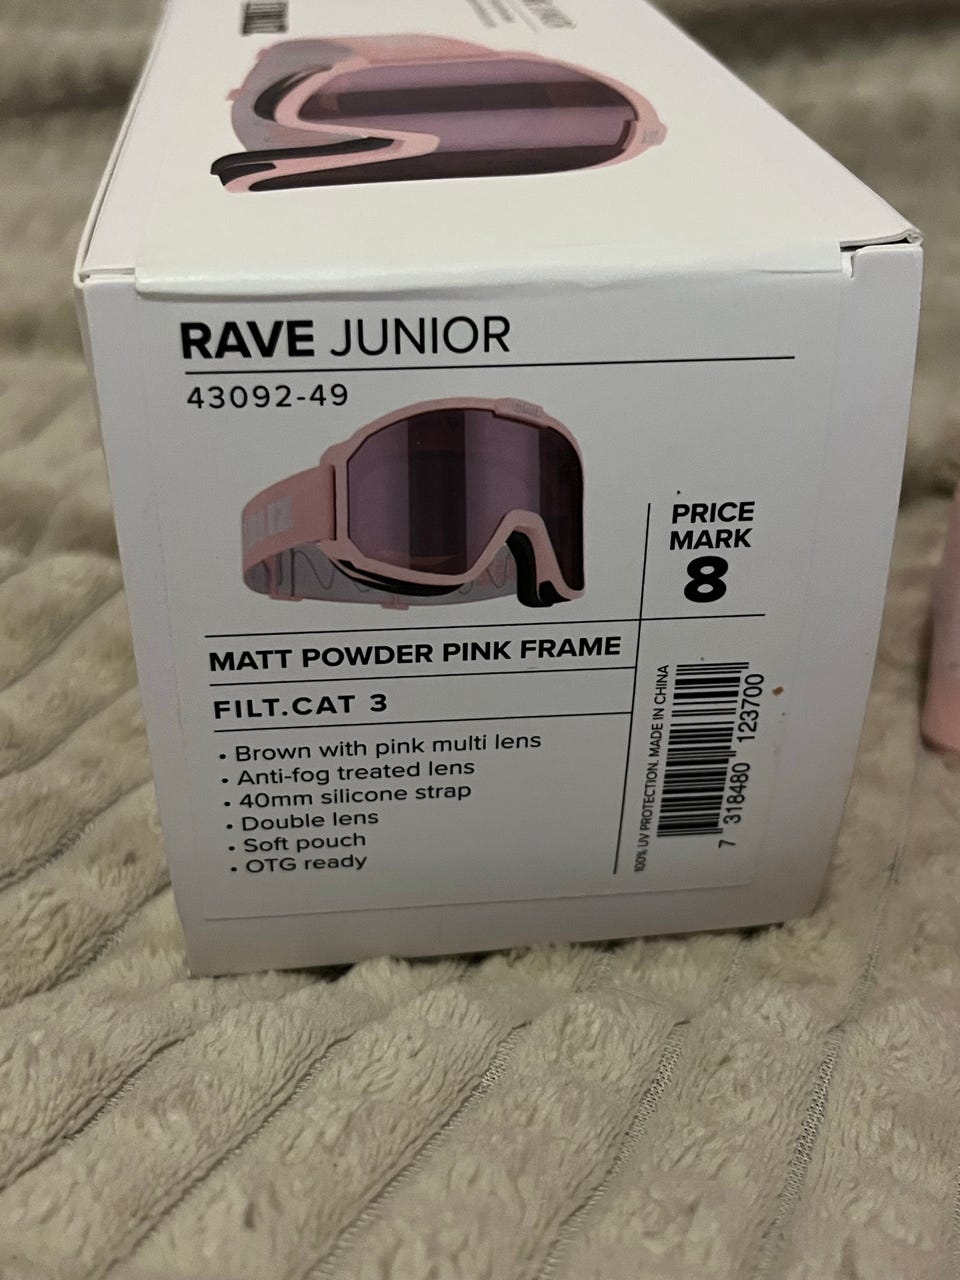 RAVE JUNIOR
43092-49
PRICE
MARK
8
MATT POWDER PINK FRAME
FILT.CAT 3
• Brown with pink multi lens
• Anti-fog treated lens
• 40mm silicone strap
• Double lens
• Soft pouch
• OTG ready
100% UV PROTECTION. MADE IN CHINA
7 318480 123700